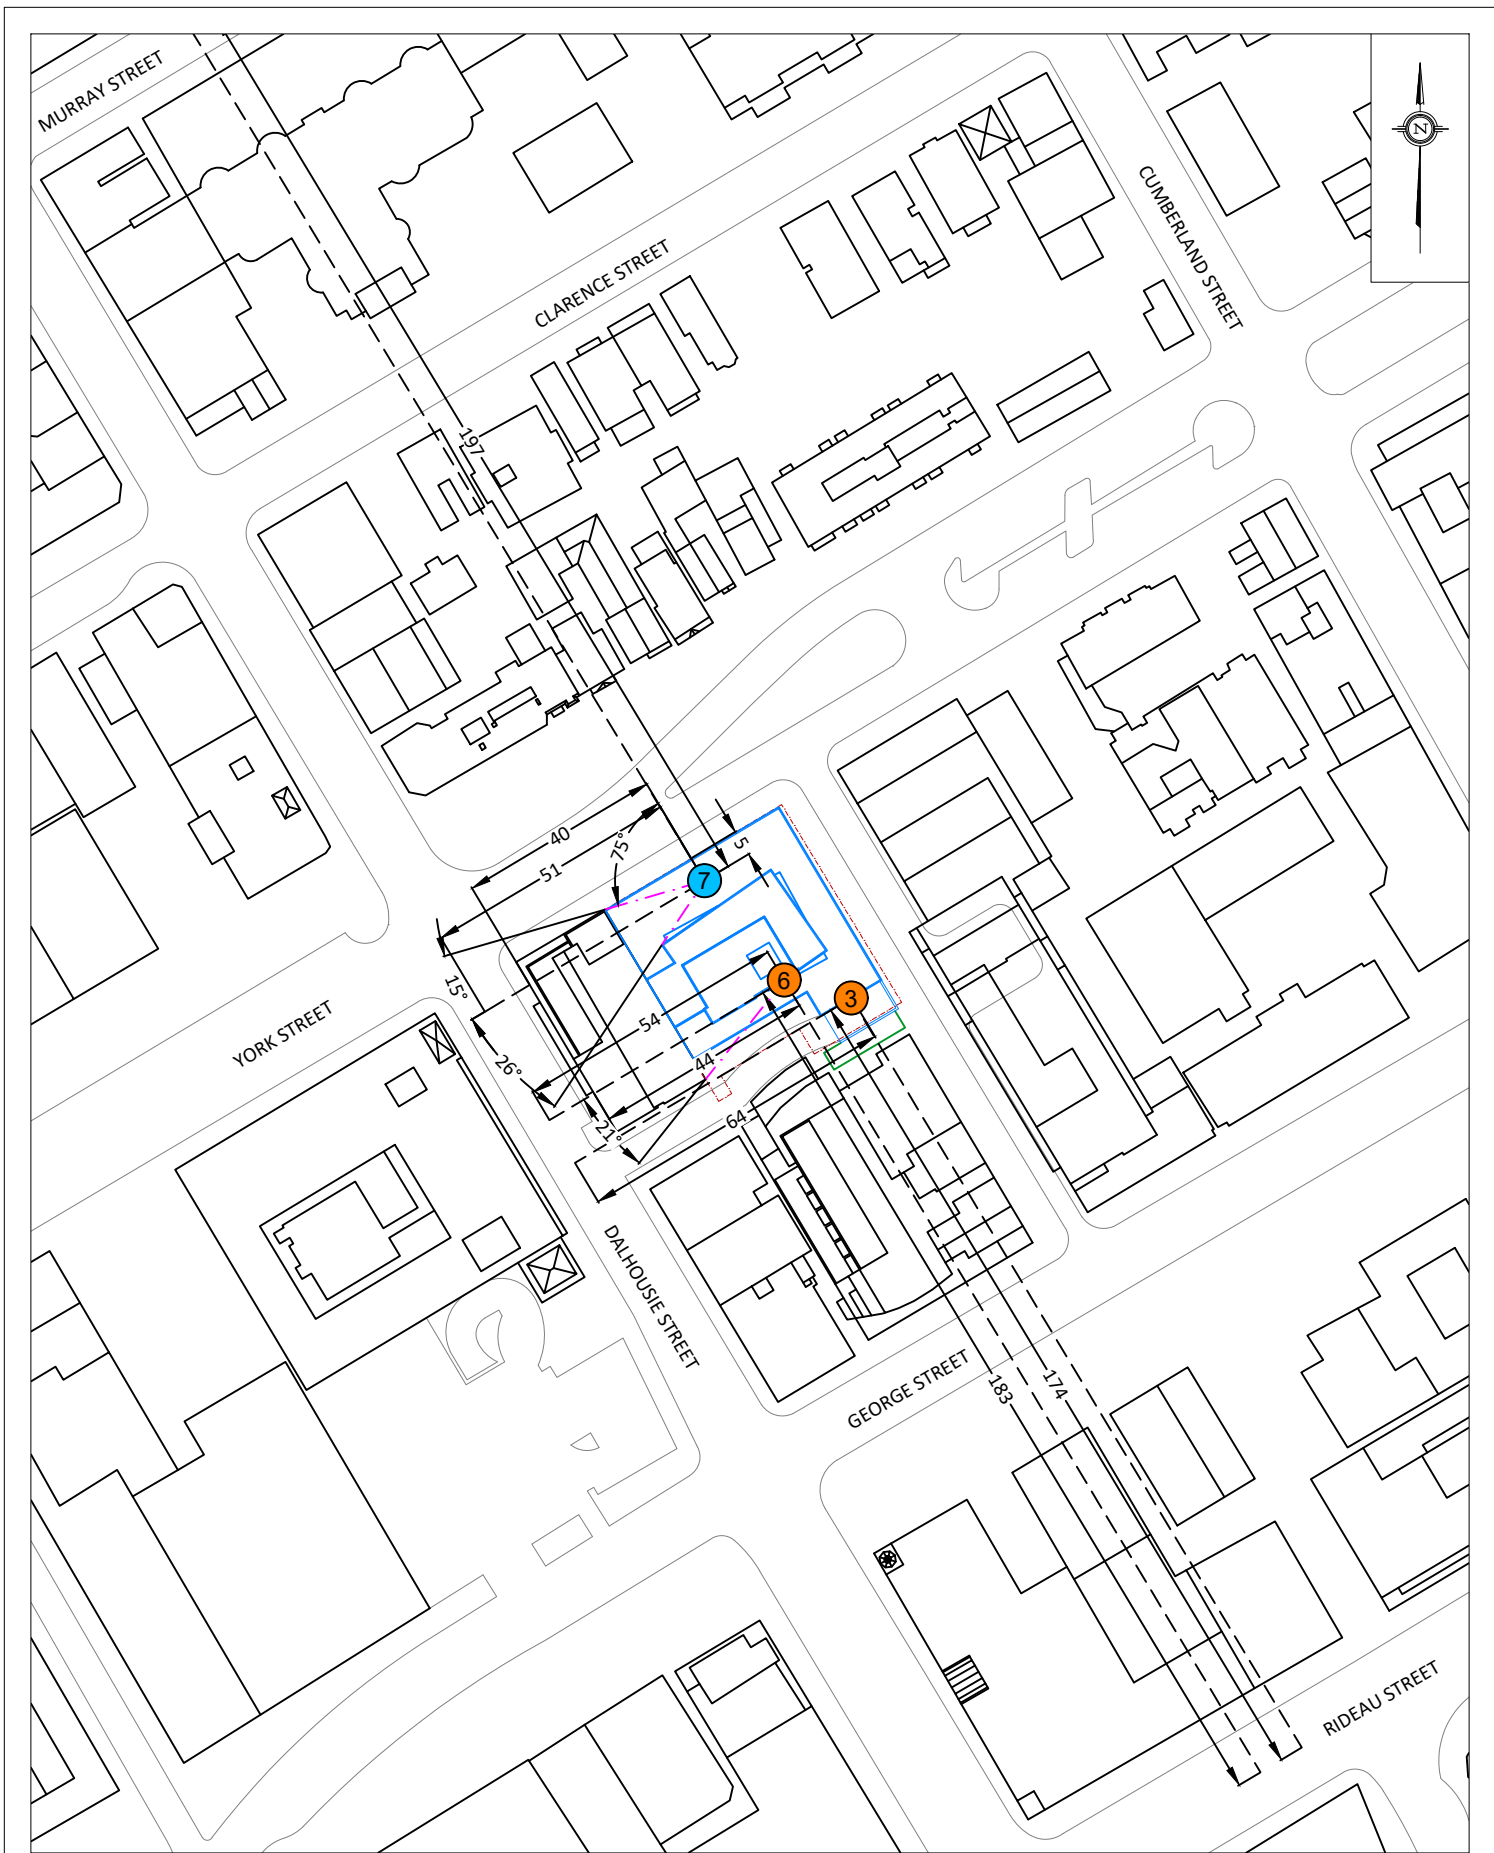 MURRAY STREET
N
CUMBERLAND STREET
CLARENCE STREET
197
40
75°
5
51
7
15°
6
3
54
YORK STREET
26°
44
21°
64
DALHOUSIE STREET
GEORGE STREET
183
174
RIDEAU STREET